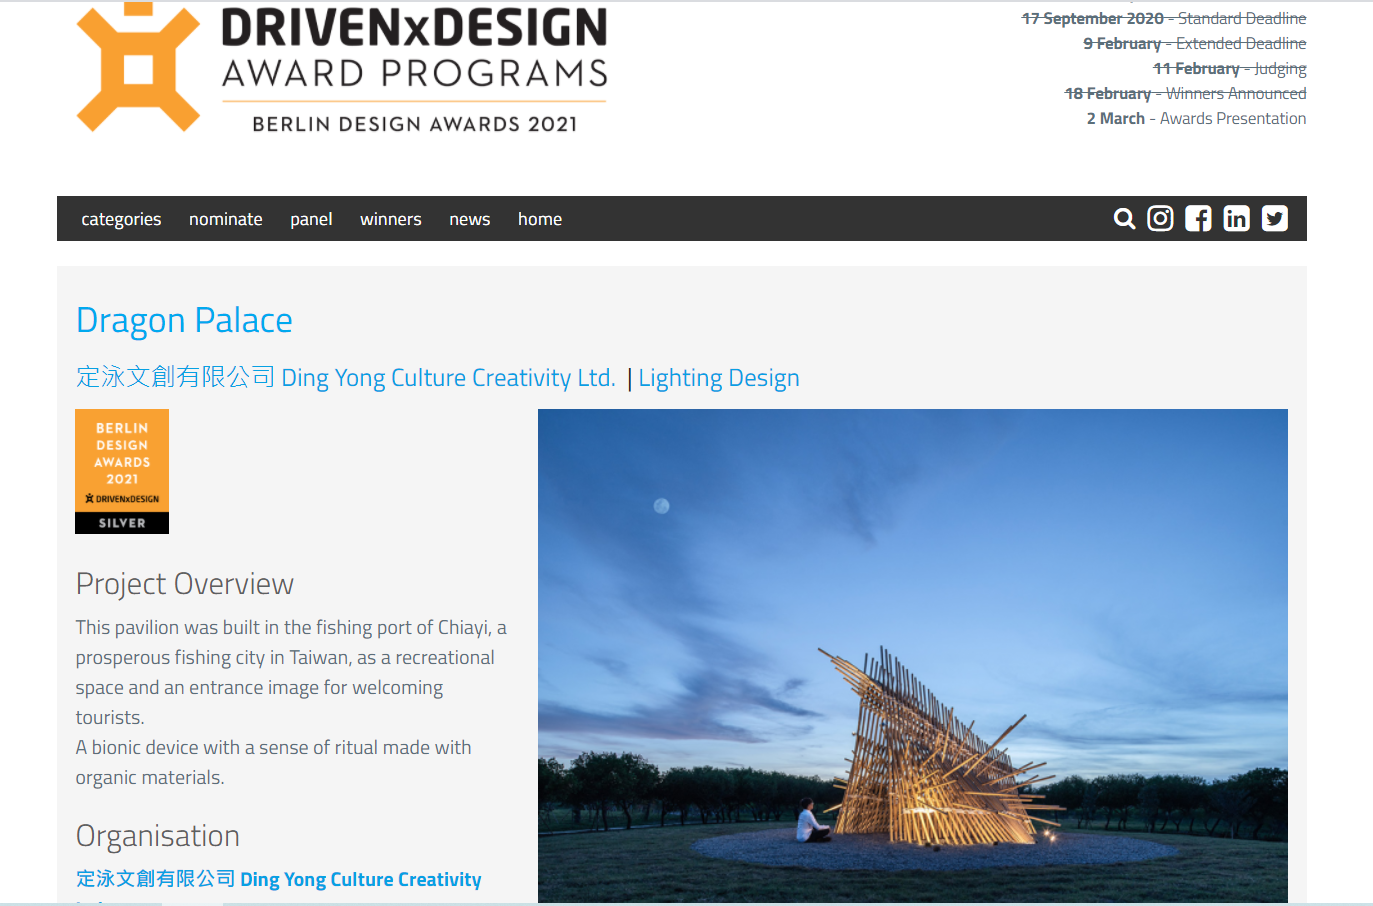 DRIVENxDESIGN
AWARD PROGRAMS
BERLIN DESIGN AWARDS 2021
17 September 2020 - Standard Deadline
9 February - Extended Deadline
11 February - Judging
18 February - Winners Announced
2 March - Awards Presentation
categories nominate panel winners news home
Dragon Palace
定泳文創有限公司 Ding Yong Culture Creativity Ltd. | Lighting Design
BERLIN
DESIGN
AWARDS
2021
DRIVENxDESIGN
SILVER
Project Overview
This pavilion was built in the fishing port of Chiayi, a
prosperous fishing city in Taiwan, as a recreational
space and an entrance image for welcoming
tourists.
A bionic device with a sense of ritual made with
organic materials.
Organisation
定泳文創有限公司 Ding Yong Culture Creativity